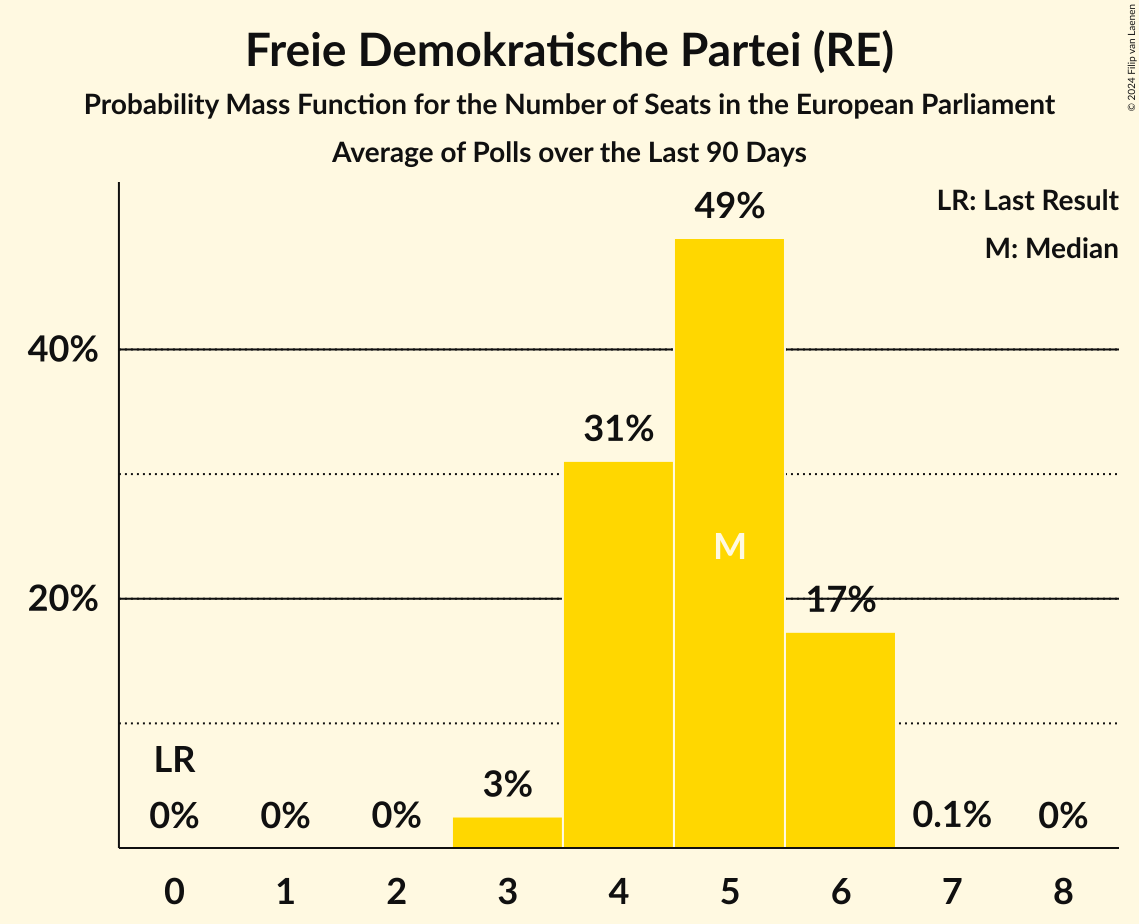 Freie Demokratische Partei (RE)
Probability Mass Function for the Number of Seats in the European Parliament
Average of Polls over the Last 90 Days
© 2024 Filip van Laenen
LR: Last Result
M: Median
49%
40%
31%
M
20%
17%
LR
3%
0%
0%
0%
0.1%
0%
0 1 2 3 4 5 6 7 8